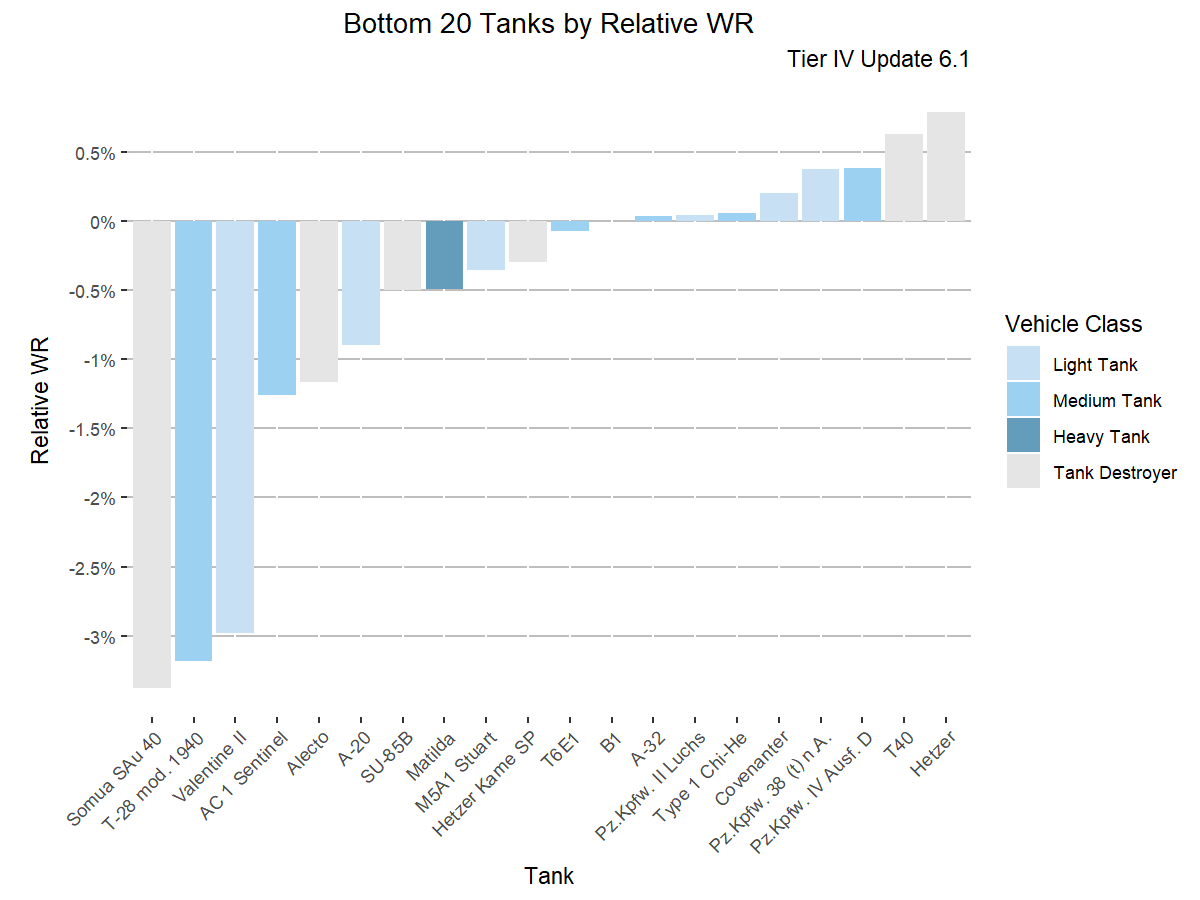 Bottom 20 Tanks by Relative WR
Tier IV Update 6.1
0.5%
0%
-0.5%
-1%
-1.5%
-2%
-2.5%
-3%
Relative WR
Somua SAu 40
T-28 mod. 1940
Valentine II
AC 1 Sentinel
Alecto
A-20
SU-85B
Matilda
M5A1 Stuart
Hetzer Kame SP
T6E1
B1
A-32
Pz.Kpfw. II Luchs
Type 1 Chi-He
Covenanter
Pz.Kpfw. 38 (t) n.A.
Pz.Kpfw. IV Ausf. D
T40
Hetzer
Tank
Vehicle Class
Light Tank
Medium Tank
Heavy Tank
Tank Destroyer